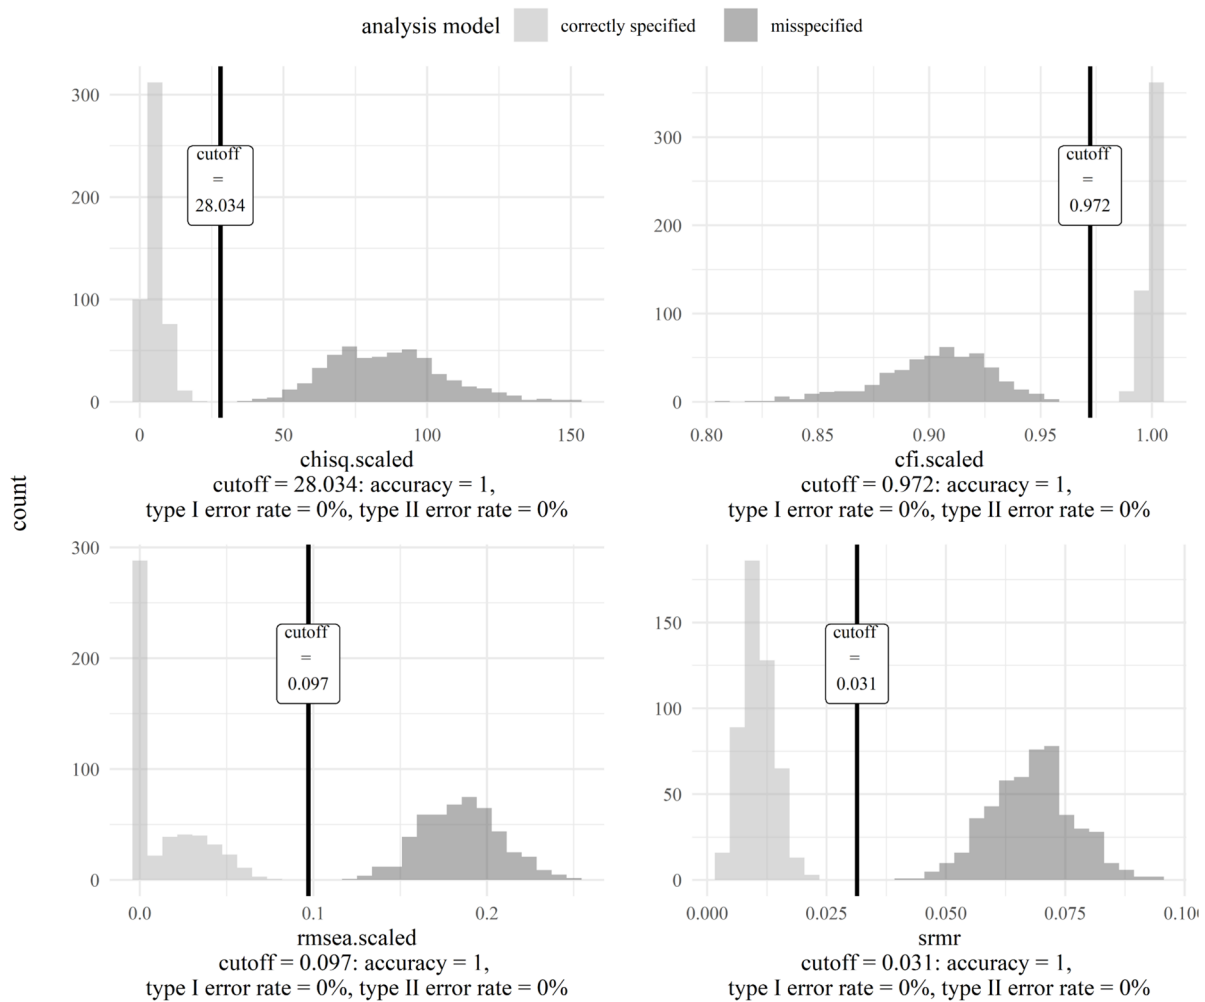 analysis model correctly specified misspecified
300
200
100
0
cutoff
=
28.034
0 50 100 150
chisq.scaled
cutoff = 28.034: accuracy = 1,
type I error rate = 0%, type II error rate = 0%
300
200
100
0
cutoff
=
0.972
0.80 0.85 0.90 0.95 1.00
cfi.scaled
cutoff = 0.972: accuracy = 1,
type I error rate = 0%, type II error rate = 0%
count
300
200
100
0
cutoff
=
0.097
0.0 0.1 0.2
rmsea.scaled
cutoff = 0.097: accuracy = 1,
type I error rate = 0%, type II error rate = 0%
150
100
50
0
cutoff
=
0.031
0.000 0.025 0.050 0.075
srmr
cutoff = 0.031: accuracy = 1,
type I error rate = 0%, type II error rate = 0%